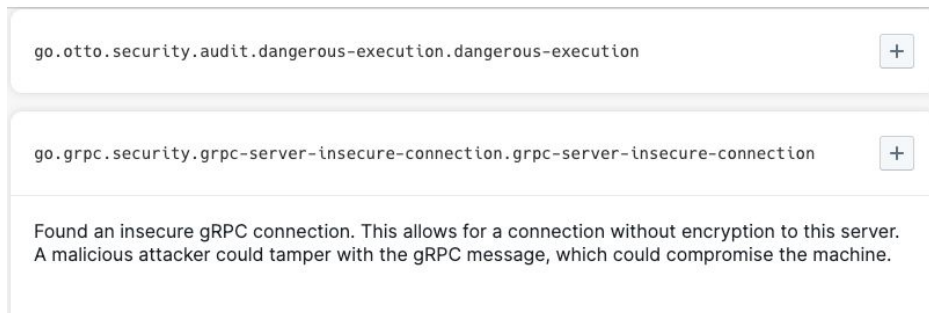 go.otto.security.audit.dangerous-execution.dangerous-execution
+
go.grpc.security.grpc-server-insecure-connection.grpc-server-insecure-connection
+
Found an insecure gRPC connection. This allows for a connection without encryption to this server.
A malicious attacker could tamper with the gRPC message, which could compromise the machine.